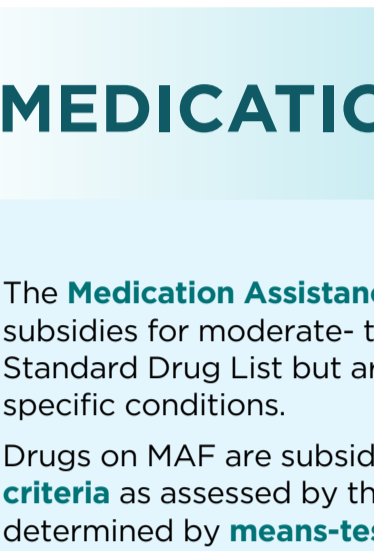 MEDICATIO
The Medication Assistanc
subsidies for moderate- t
Standard Drug List but ar
specific conditions.
Drugs on MAF are subsid
criteria as assessed by th
determined by means-tes